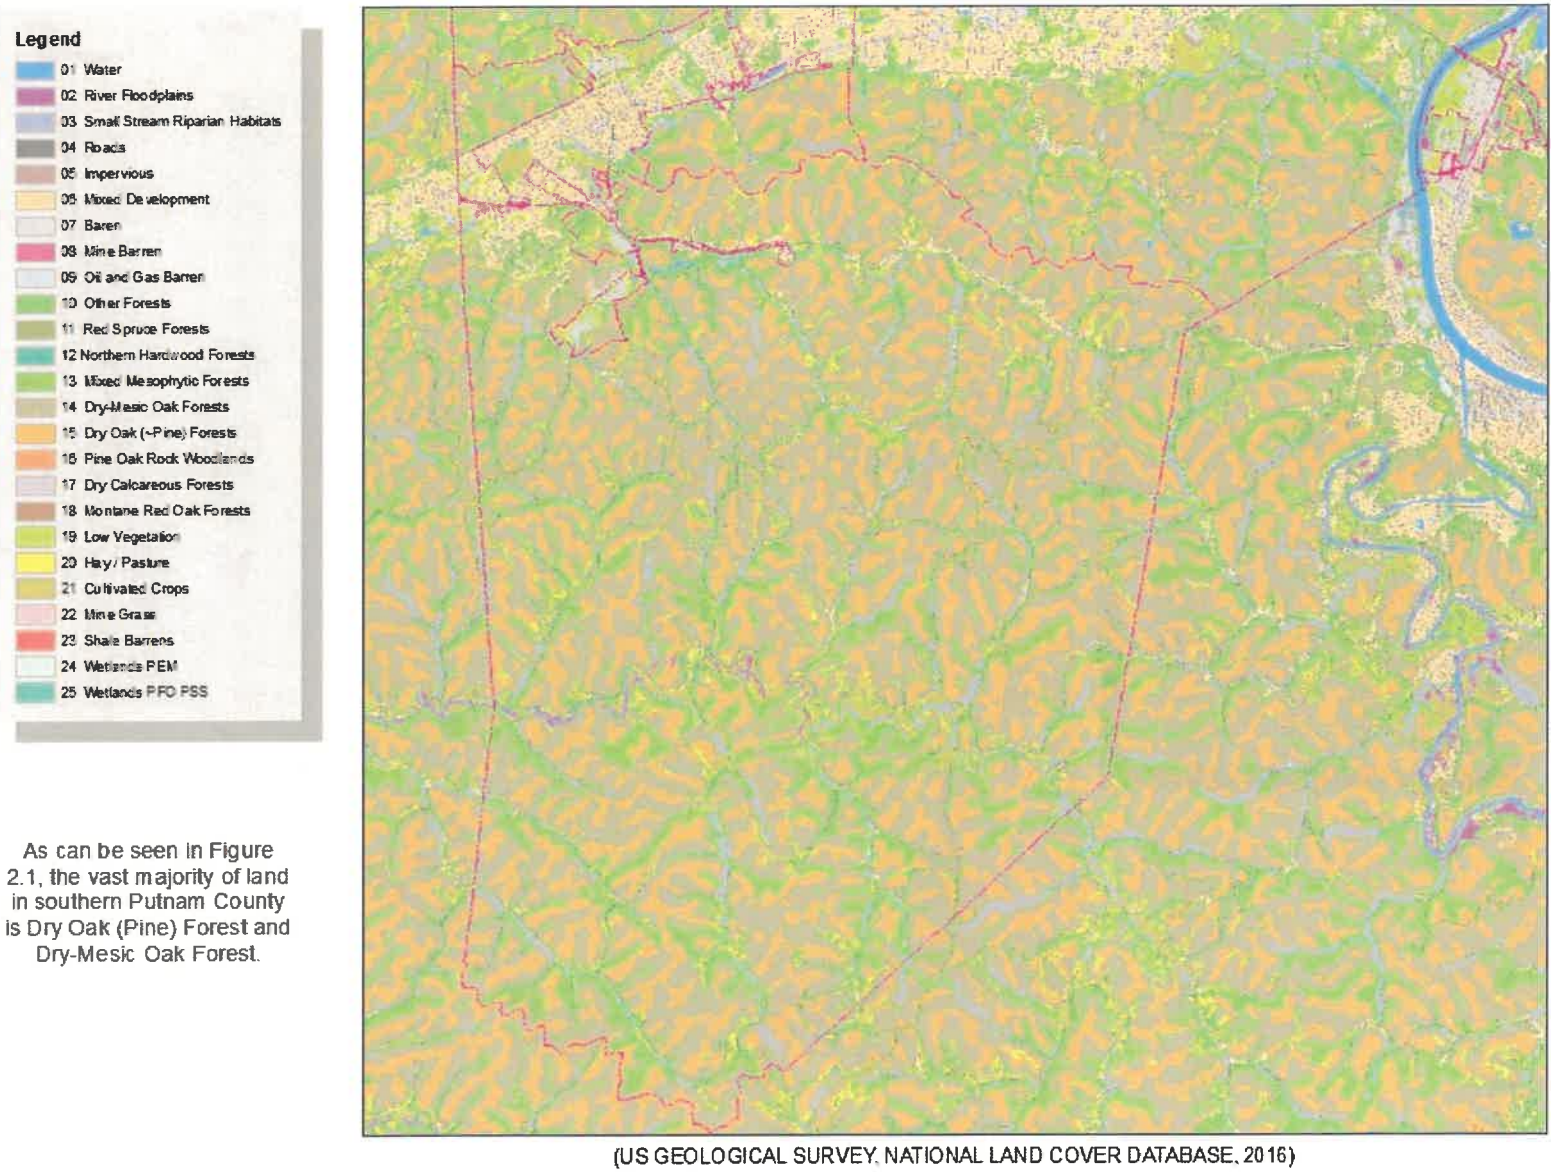 Legend
01 Water
02 River Floodplains
03 Small Stream Riparian Habitats
04 Roads
05 Impervious
06 Mixed Development
07 Baren
08 Mine Barren
09 Oil and Gas Barren
10 Other Forests
11 Red Spruce Forests
12 Northern Hardwood Forests
13 Mixed Mesophytic Forests
14 Dry-Mesic Oak Forests
15 Dry Oak (~Pine) Forests
16 Pine Oak Rock Woodlands
17 Dry Calcareous Forests
18 Montane Red Oak Forests
19 Low Vegetation
20 Hay / Pasture
21 Cultivated Crops
22 Mine Grass
23 Shale Barrens
24 Wetlands PEM
25 Wetlands PFO PSS
As can be seen in Figure
2.1, the vast majority of land
in southern Putnam County
is Dry Oak (Pine) Forest and
Dry-Mesic Oak Forest.
(US GEOLOGICAL SURVEY, NATIONAL LAND COVER DATABASE, 2016)